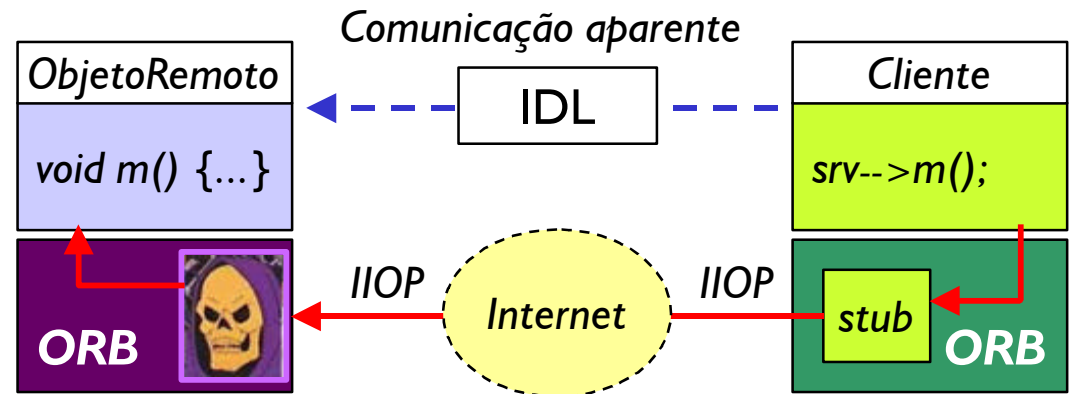 Comunicação aparente
ObjetoRemoto
IDL
Cliente
void m() {...}
srv-->m();
IIOP
Internet
IIOP
stub
ORB
ORB